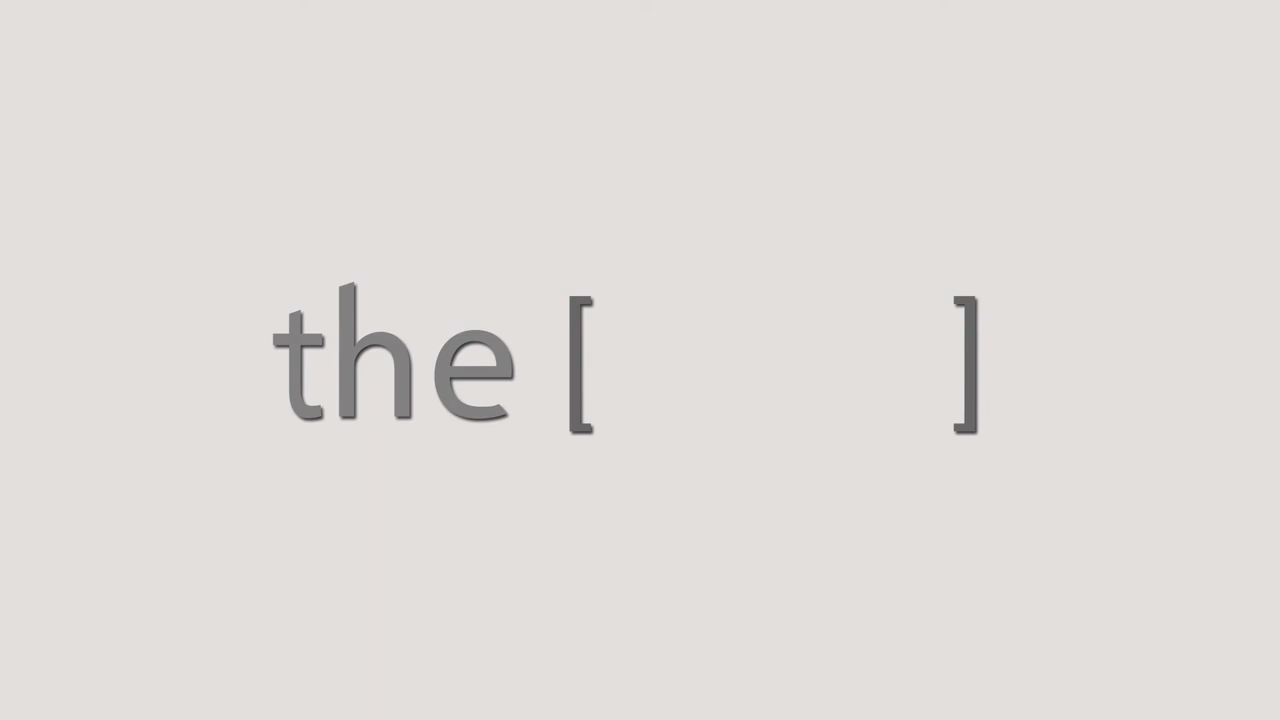 the [ ]